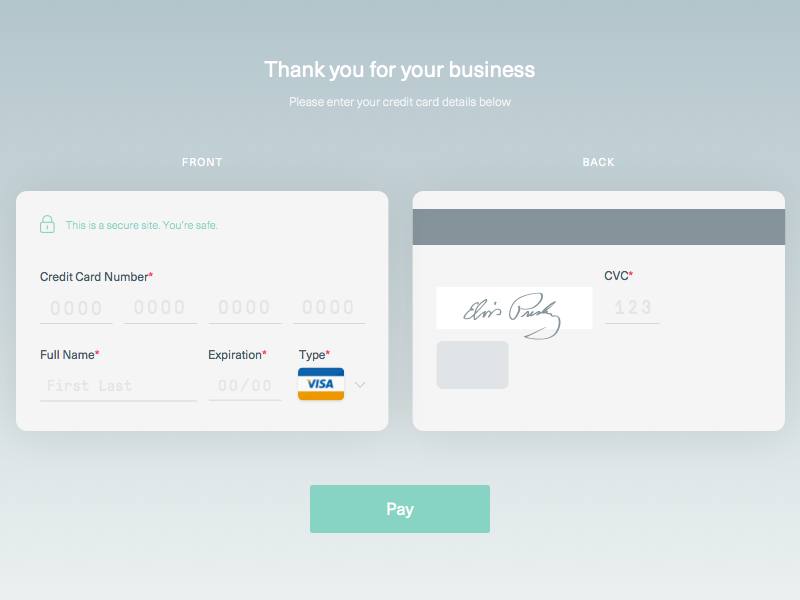 Thank you for your business
Please enter your credit card details below
FRONT
BACK
This is a secure site. You're safe.
Credit Card Number*
0000 0000 0000 0000
Full Name* Expiration* Type*
First Last 00/00 VISA
CVC*
Elvis Presley 123
Pay